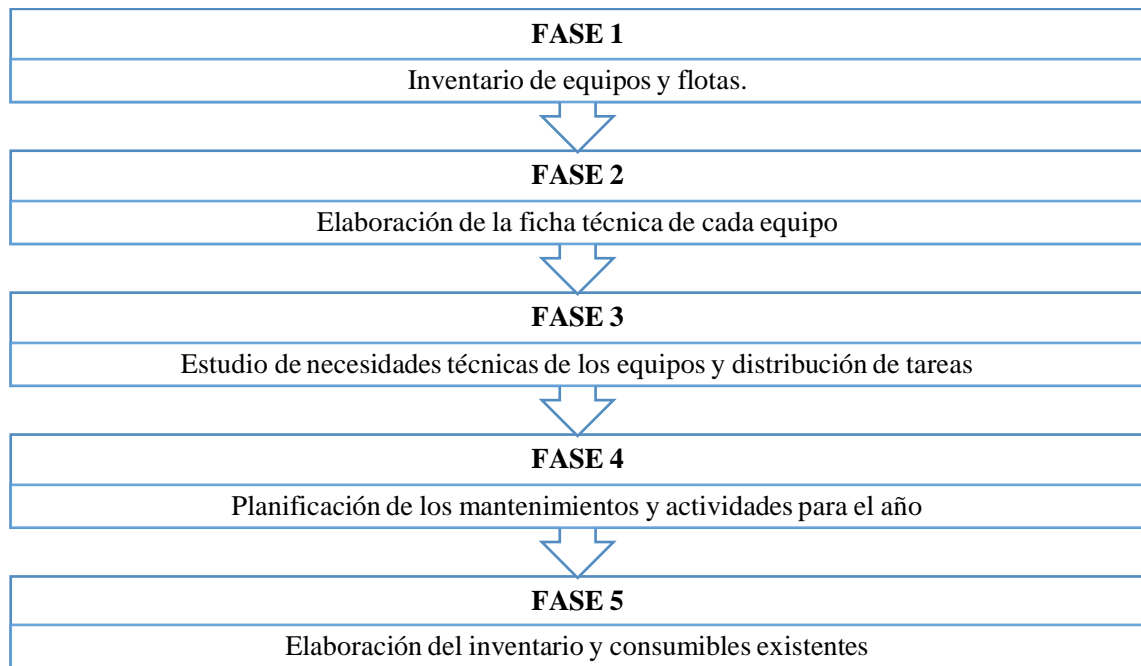 FASE 1
Inventario de equipos y flotas.
FASE 2
Elaboración de la ficha técnica de cada equipo
FASE 3
Estudio de necesidades técnicas de los equipos y distribución de tareas
FASE 4
Planificación de los mantenimientos y actividades para el año
FASE 5
Elaboración del inventario y consumibles existentes